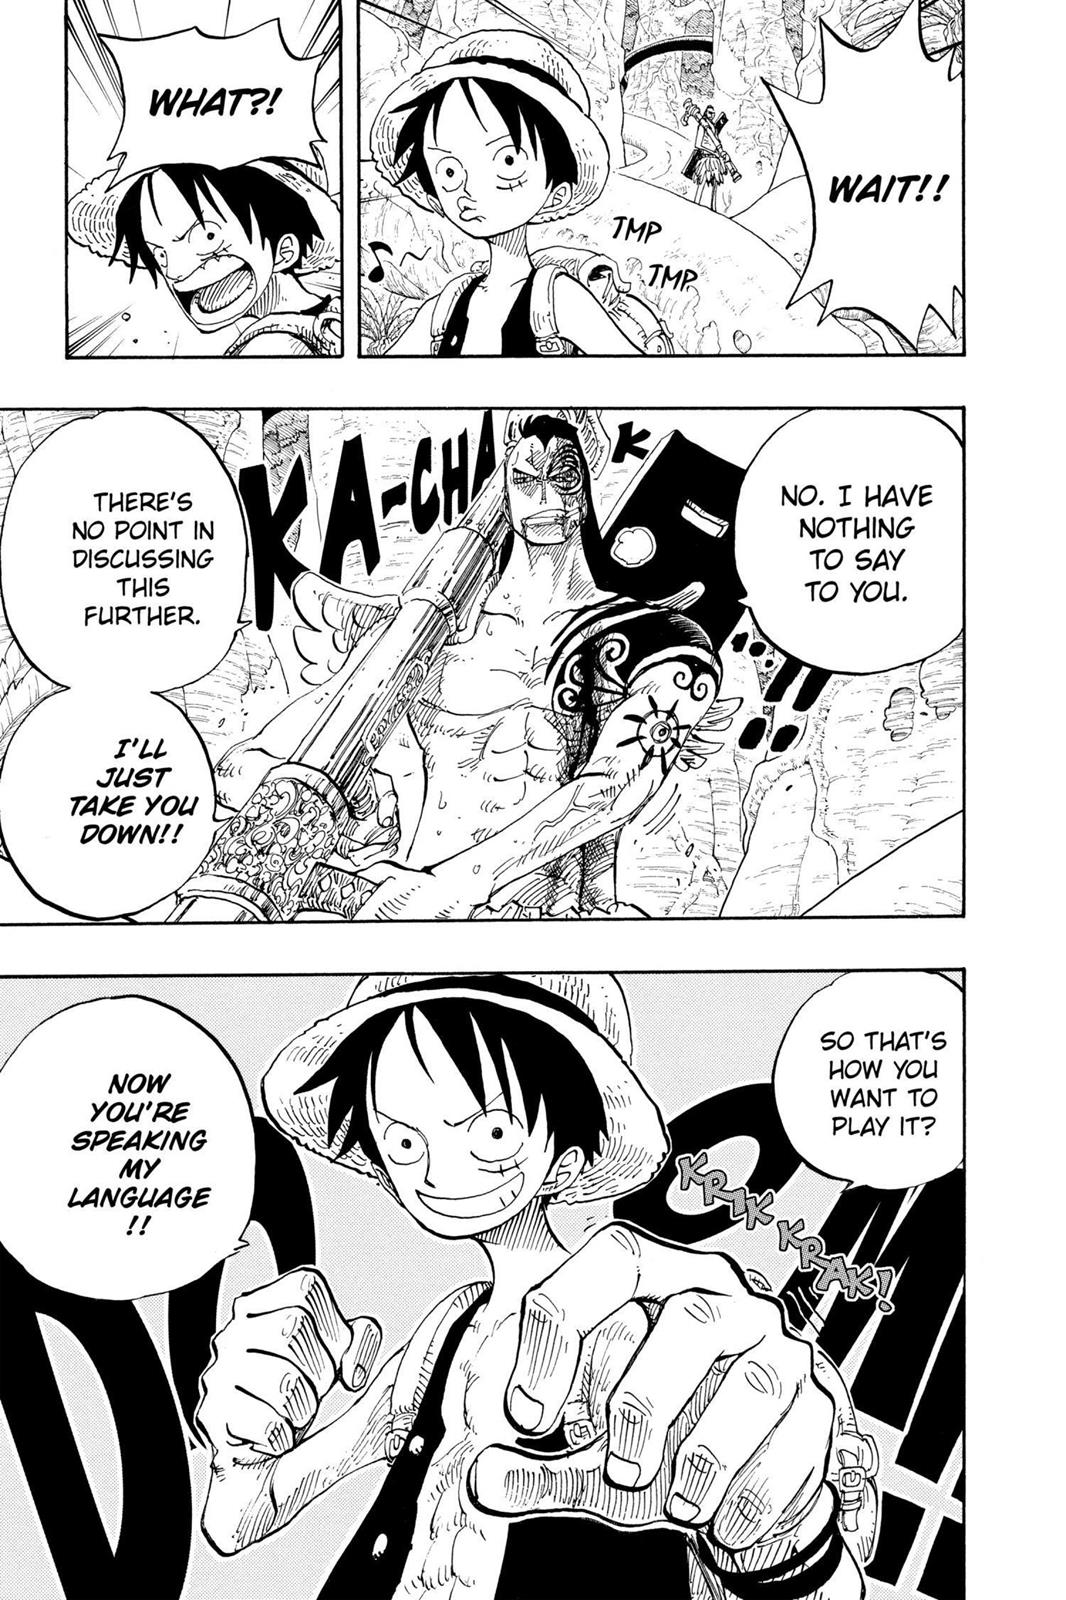 WAIT!!
TMP
TMP
WHAT?!
NO. I HAVE
NOTHING
TO SAY
TO YOU.
KA-CHAK
THERE'S
NO POINT IN
DISCUSSING
THIS
FURTHER.
I'LL
JUST
TAKE YOU
DOWN!!
SO THAT'S
HOW YOU
WANT TO
PLAY IT?
KRIK KRAK!
NOW
YOU'RE
SPEAKING
MY
LANGUAGE
!!